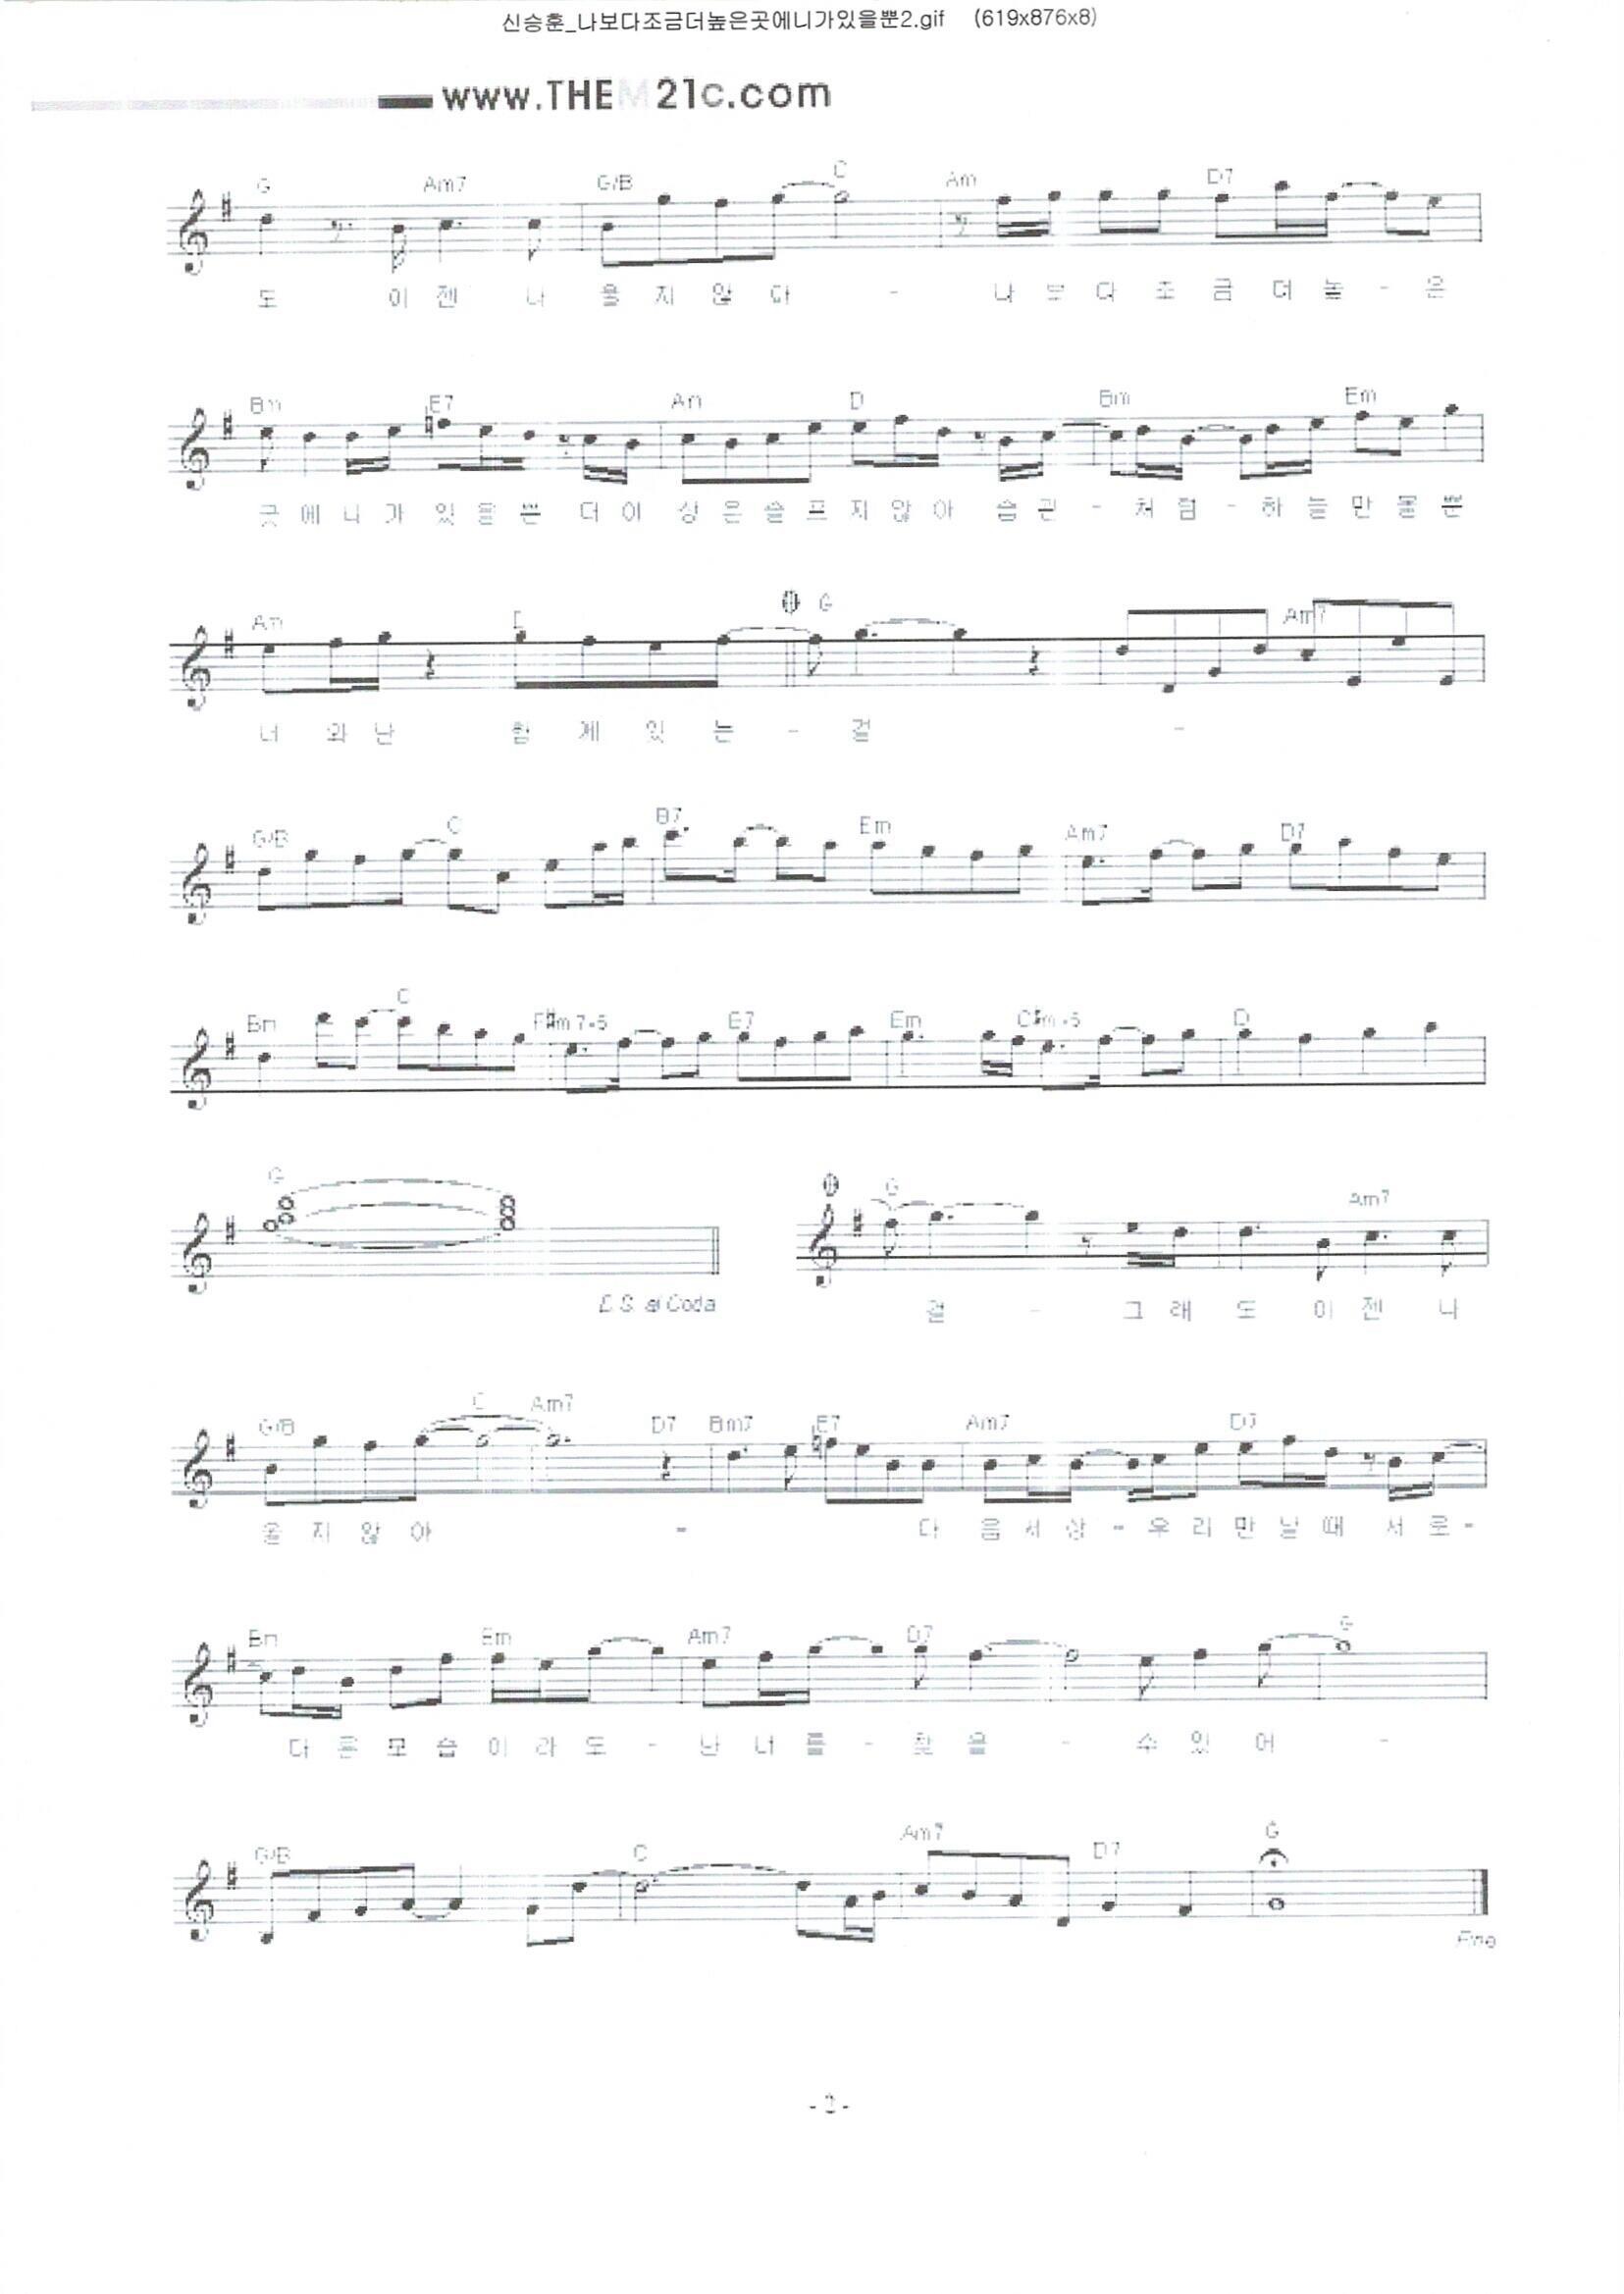 신승훈_나보다조금더높은곳에니가있을뿐2.gif (619x876x8)
www.THEM21c.com
G Am7 G/B C Am D7
도 이 젠 나 울 지 않 아 - 나 보 다 조 금 더 높 - 은
Bm E7 Am D Bm Em
곳 에 니 가 있 을 뿐 더 이 상 은 슬 프 지 않 아 습 관 - 처 럼 - 하 늘 만 볼 뿐
Am D G Am7
너 와 난 함 께 있 는 - 걸 -
G/B C B7 Em Am7 D7
Bm C F#m7-5 E7 Em C#m-5 D
G G Am7
D.S. al Coda
걸 - 그 래 도 이 젠 나
G/B C Am7 D7 Bm7 E7 Am7 D7
울 지 않 아 - 다 음 세 상 - 우 리 만 날 때 서 로 -
Bm Em Am7 D7 G
다 른 모 습 이 라 도 - 난 너 를 - 찾 을 - 수 있 어 -
G/B C Am7 D7 G
Fine